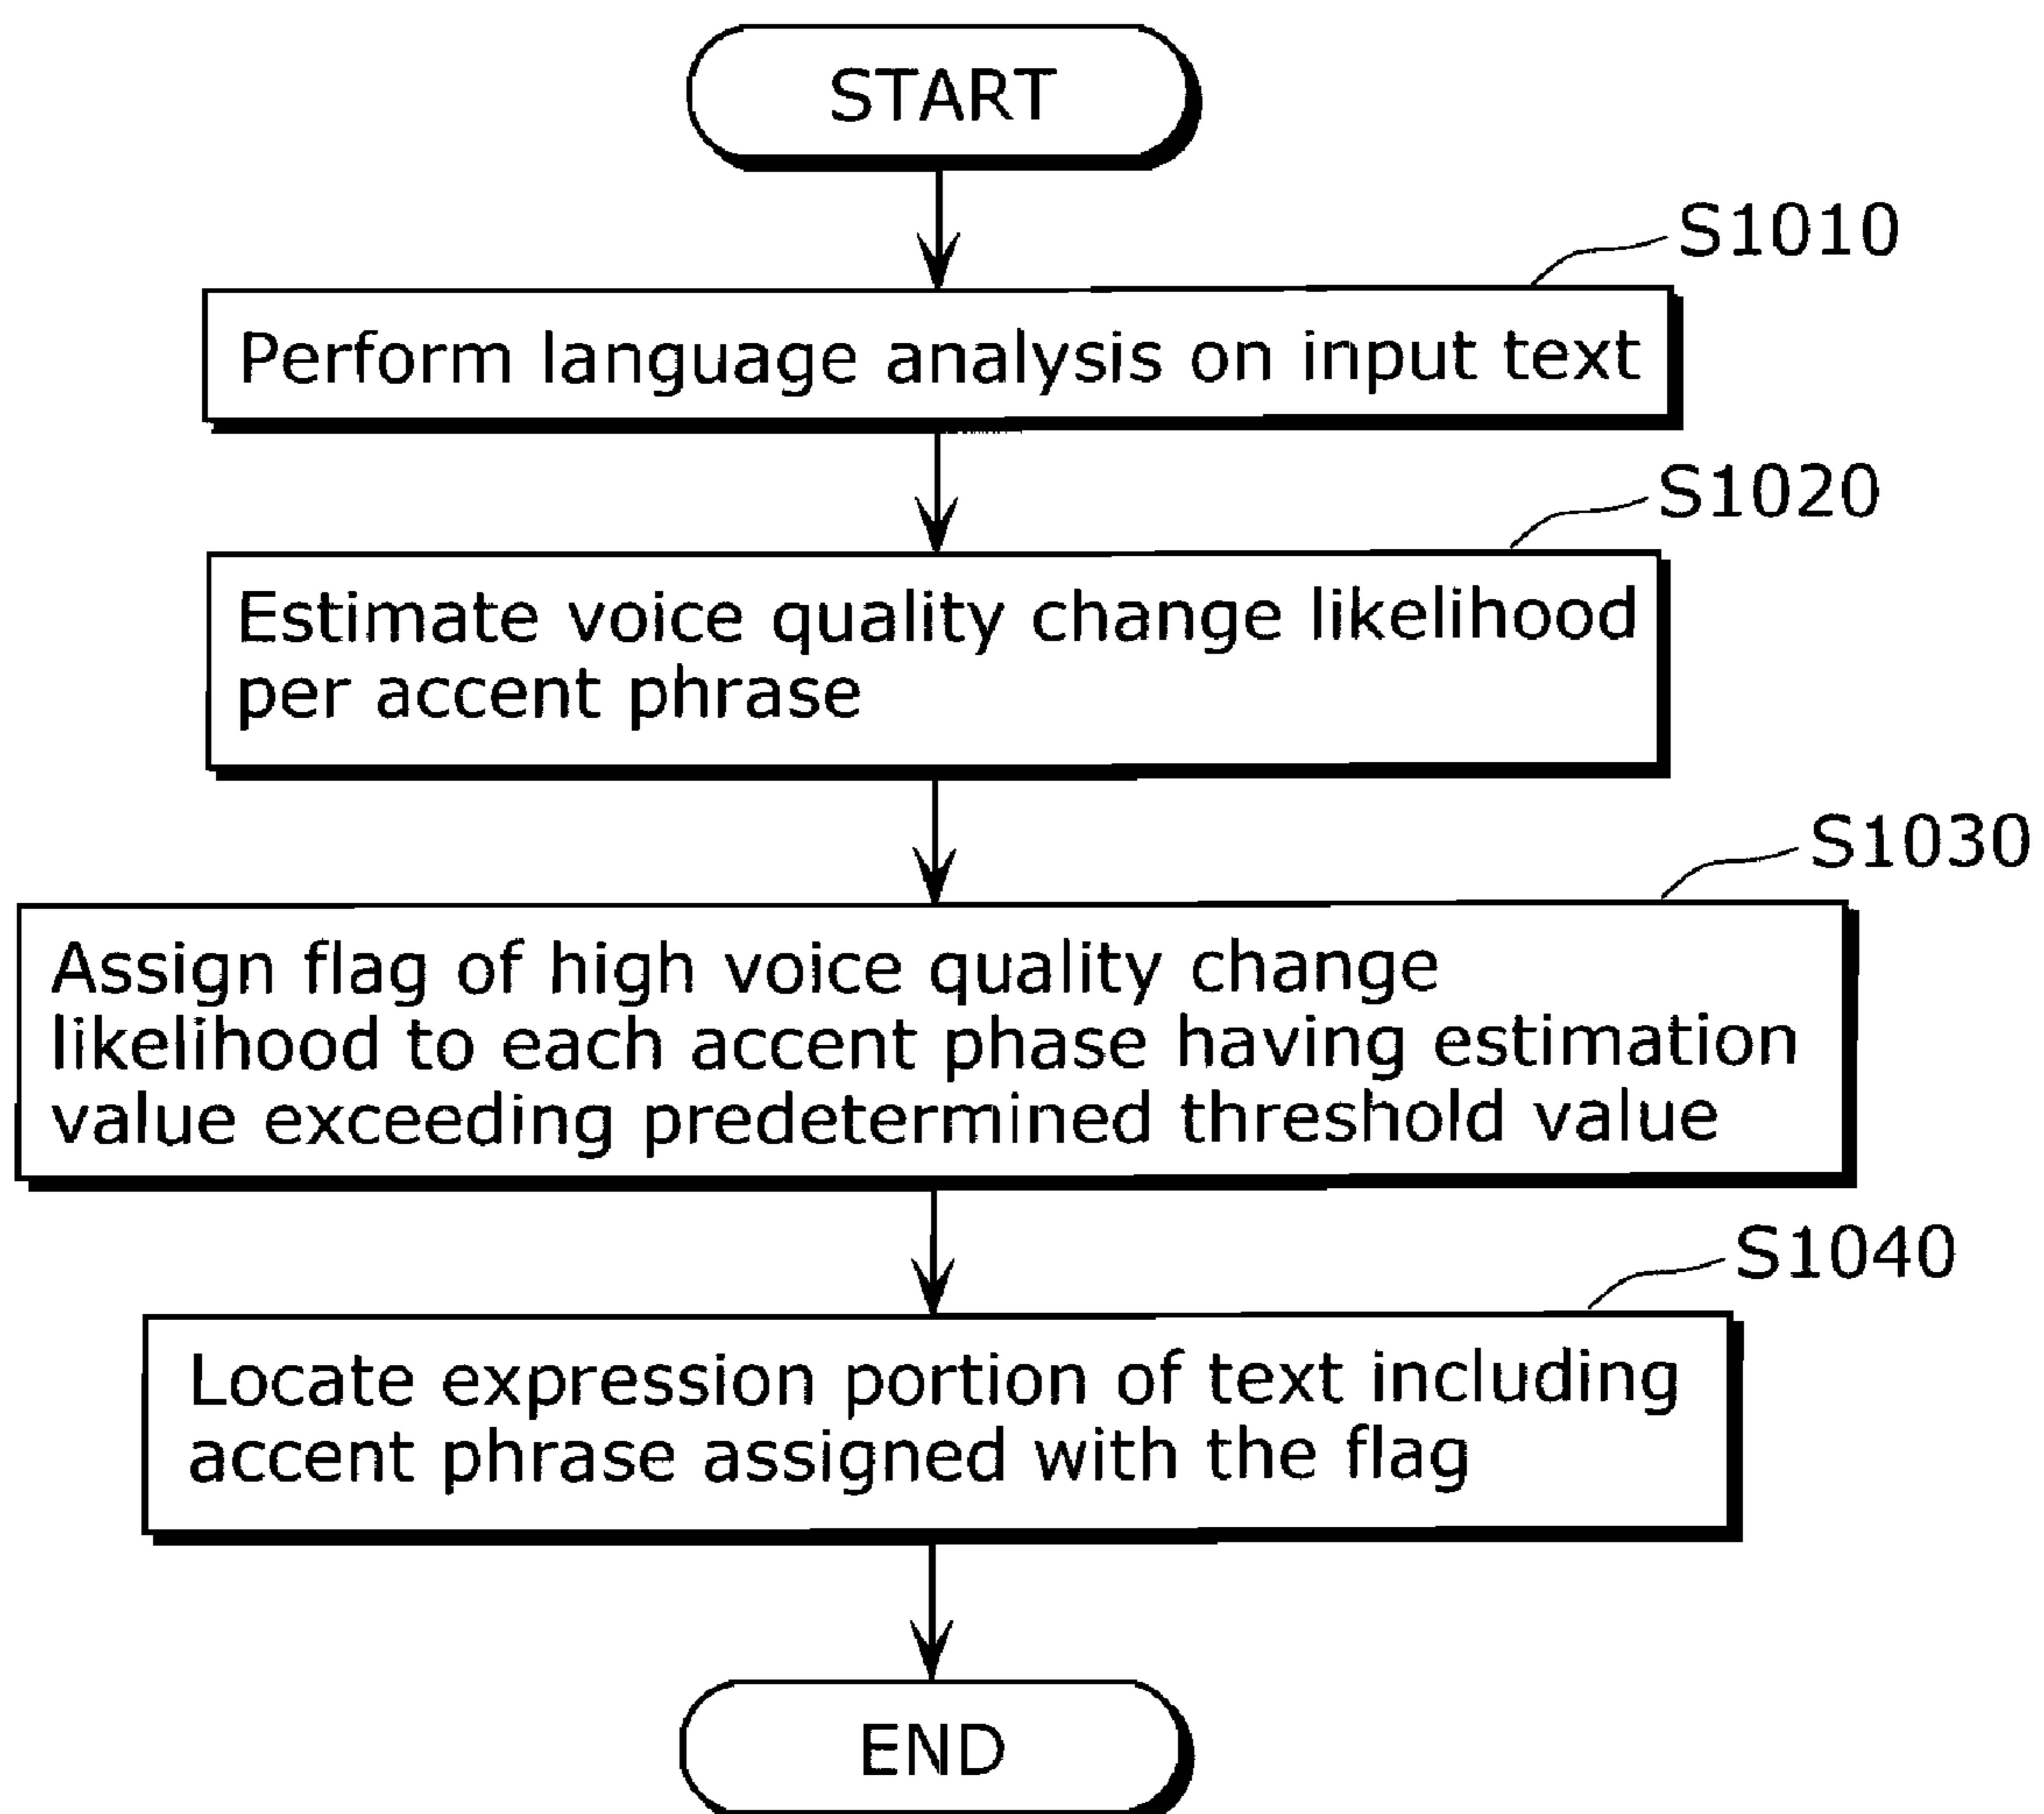 START
S1010
Perform language analysis on input text
S1020
Estimate voice quality change likelihood
per accent phrase
S1030
Assign flag of high voice quality change
likelihood to each accent phase having estimation
value exceeding predetermined threshold value
S1040
Locate expression portion of text including
accent phrase assigned with the flag
END